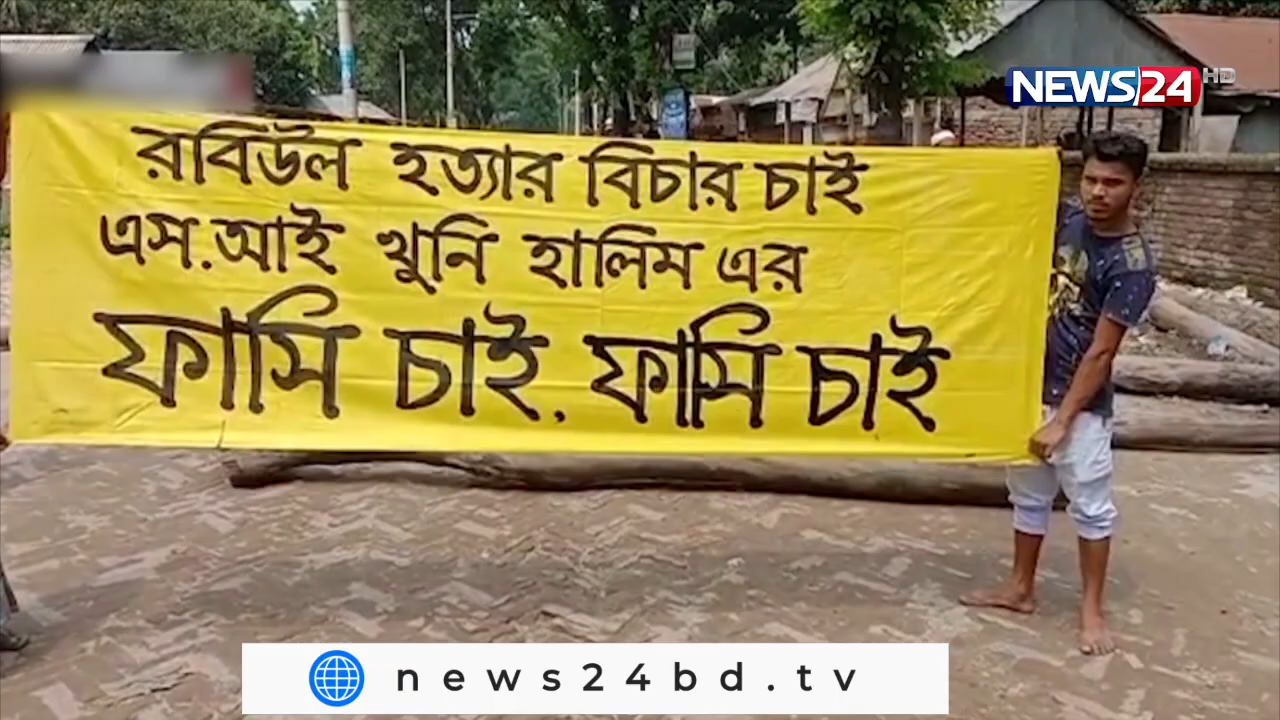 NEWS24 HD
রবিউল হত্যার বিচার চাই
এস.আই খুনি হালিম এর
ফাসি চাই, ফাসি চাই
news24bd.tv